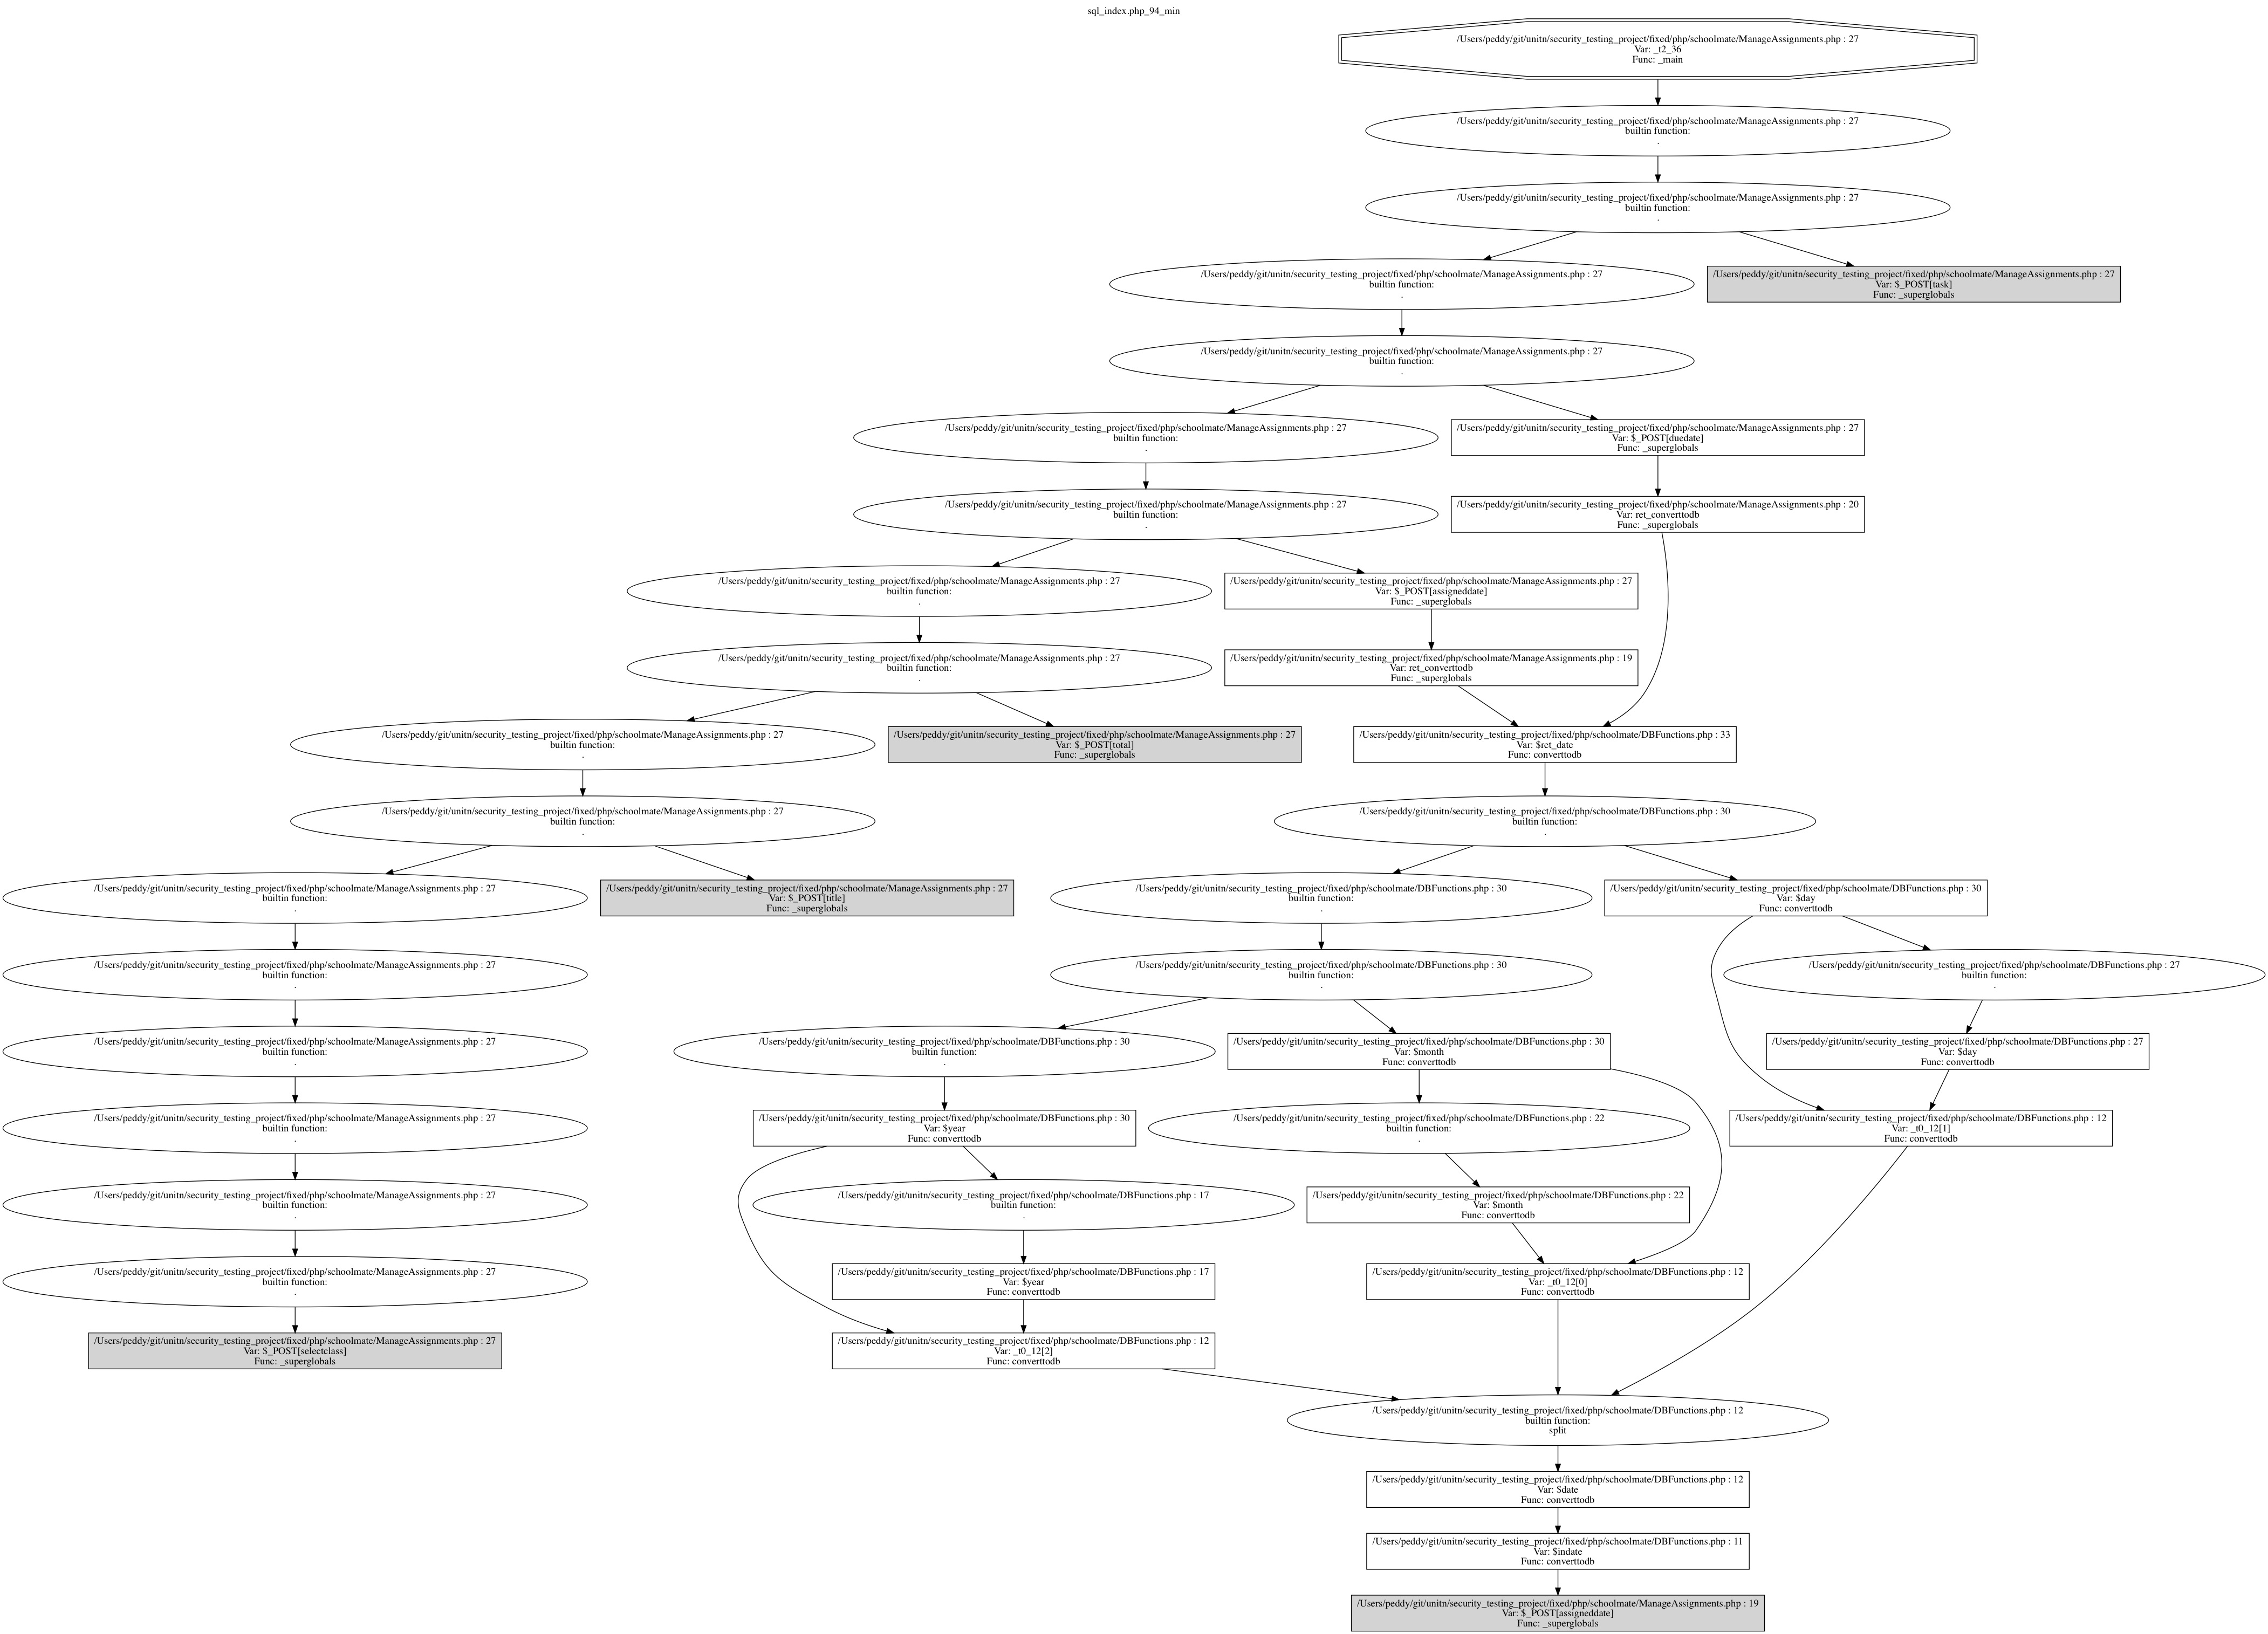 sql_index.php_94_min
/Users/peddy/git/unitn/security_testing_project/fixed/php/schoolmate/ManageAssignments.php : 27
Var: _t2_36
Func: _main
/Users/peddy/git/unitn/security_testing_project/fixed/php/schoolmate/ManageAssignments.php : 27
builtin function:
.
/Users/peddy/git/unitn/security_testing_project/fixed/php/schoolmate/ManageAssignments.php : 27
builtin function:
.
/Users/peddy/git/unitn/security_testing_project/fixed/php/schoolmate/ManageAssignments.php : 27
builtin function:
.
/Users/peddy/git/unitn/security_testing_project/fixed/php/schoolmate/ManageAssignments.php : 27
Var: $_POST[task]
Func: _superglobals
/Users/peddy/git/unitn/security_testing_project/fixed/php/schoolmate/ManageAssignments.php : 27
builtin function:
.
/Users/peddy/git/unitn/security_testing_project/fixed/php/schoolmate/ManageAssignments.php : 27
builtin function:
.
/Users/peddy/git/unitn/security_testing_project/fixed/php/schoolmate/ManageAssignments.php : 27
Var: $_POST[duedate]
Func: _superglobals
/Users/peddy/git/unitn/security_testing_project/fixed/php/schoolmate/ManageAssignments.php : 27
builtin function:
.
/Users/peddy/git/unitn/security_testing_project/fixed/php/schoolmate/ManageAssignments.php : 20
Var: ret_converttodb
Func: _superglobals
/Users/peddy/git/unitn/security_testing_project/fixed/php/schoolmate/ManageAssignments.php : 27
builtin function:
.
/Users/peddy/git/unitn/security_testing_project/fixed/php/schoolmate/ManageAssignments.php : 27
Var: $_POST[assigneddate]
Func: _superglobals
/Users/peddy/git/unitn/security_testing_project/fixed/php/schoolmate/ManageAssignments.php : 27
builtin function:
.
/Users/peddy/git/unitn/security_testing_project/fixed/php/schoolmate/ManageAssignments.php : 19
Var: ret_converttodb
Func: _superglobals
/Users/peddy/git/unitn/security_testing_project/fixed/php/schoolmate/ManageAssignments.php : 27
builtin function:
.
/Users/peddy/git/unitn/security_testing_project/fixed/php/schoolmate/ManageAssignments.php : 27
Var: $_POST[total]
Func: _superglobals
/Users/peddy/git/unitn/security_testing_project/fixed/php/schoolmate/DBFunctions.php : 33
Var: $ret_date
Func: converttodb
/Users/peddy/git/unitn/security_testing_project/fixed/php/schoolmate/ManageAssignments.php : 27
builtin function:
.
/Users/peddy/git/unitn/security_testing_project/fixed/php/schoolmate/DBFunctions.php : 30
builtin function:
.
/Users/peddy/git/unitn/security_testing_project/fixed/php/schoolmate/ManageAssignments.php : 27
builtin function:
.
/Users/peddy/git/unitn/security_testing_project/fixed/php/schoolmate/ManageAssignments.php : 27
Var: $_POST[title]
Func: _superglobals
/Users/peddy/git/unitn/security_testing_project/fixed/php/schoolmate/DBFunctions.php : 30
builtin function:
.
/Users/peddy/git/unitn/security_testing_project/fixed/php/schoolmate/DBFunctions.php : 30
Var: $day
Func: converttodb
/Users/peddy/git/unitn/security_testing_project/fixed/php/schoolmate/ManageAssignments.php : 27
builtin function:
.
/Users/peddy/git/unitn/security_testing_project/fixed/php/schoolmate/DBFunctions.php : 30
builtin function:
.
/Users/peddy/git/unitn/security_testing_project/fixed/php/schoolmate/DBFunctions.php : 27
builtin function:
.
/Users/peddy/git/unitn/security_testing_project/fixed/php/schoolmate/ManageAssignments.php : 27
builtin function:
.
/Users/peddy/git/unitn/security_testing_project/fixed/php/schoolmate/DBFunctions.php : 30
builtin function:
.
/Users/peddy/git/unitn/security_testing_project/fixed/php/schoolmate/DBFunctions.php : 30
Var: $month
Func: converttodb
/Users/peddy/git/unitn/security_testing_project/fixed/php/schoolmate/DBFunctions.php : 27
Var: $day
Func: converttodb
/Users/peddy/git/unitn/security_testing_project/fixed/php/schoolmate/ManageAssignments.php : 27
builtin function:
.
/Users/peddy/git/unitn/security_testing_project/fixed/php/schoolmate/DBFunctions.php : 30
Var: $year
Func: converttodb
/Users/peddy/git/unitn/security_testing_project/fixed/php/schoolmate/DBFunctions.php : 22
builtin function:
.
/Users/peddy/git/unitn/security_testing_project/fixed/php/schoolmate/DBFunctions.php : 12
Var: _t0_12[1]
Func: converttodb
/Users/peddy/git/unitn/security_testing_project/fixed/php/schoolmate/ManageAssignments.php : 27
builtin function:
.
/Users/peddy/git/unitn/security_testing_project/fixed/php/schoolmate/DBFunctions.php : 17
builtin function:
.
/Users/peddy/git/unitn/security_testing_project/fixed/php/schoolmate/DBFunctions.php : 22
Var: $month
Func: converttodb
/Users/peddy/git/unitn/security_testing_project/fixed/php/schoolmate/ManageAssignments.php : 27
builtin function:
.
/Users/peddy/git/unitn/security_testing_project/fixed/php/schoolmate/DBFunctions.php : 17
Var: $year
Func: converttodb
/Users/peddy/git/unitn/security_testing_project/fixed/php/schoolmate/DBFunctions.php : 12
Var: _t0_12[0]
Func: converttodb
/Users/peddy/git/unitn/security_testing_project/fixed/php/schoolmate/ManageAssignments.php : 27
Var: $_POST[selectclass]
Func: _superglobals
/Users/peddy/git/unitn/security_testing_project/fixed/php/schoolmate/DBFunctions.php : 12
Var: _t0_12[2]
Func: converttodb
/Users/peddy/git/unitn/security_testing_project/fixed/php/schoolmate/DBFunctions.php : 12
builtin function:
split
/Users/peddy/git/unitn/security_testing_project/fixed/php/schoolmate/DBFunctions.php : 12
Var: $date
Func: converttodb
/Users/peddy/git/unitn/security_testing_project/fixed/php/schoolmate/DBFunctions.php : 11
Var: $indate
Func: converttodb
/Users/peddy/git/unitn/security_testing_project/fixed/php/schoolmate/ManageAssignments.php : 19
Var: $_POST[assigneddate]
Func: _superglobals